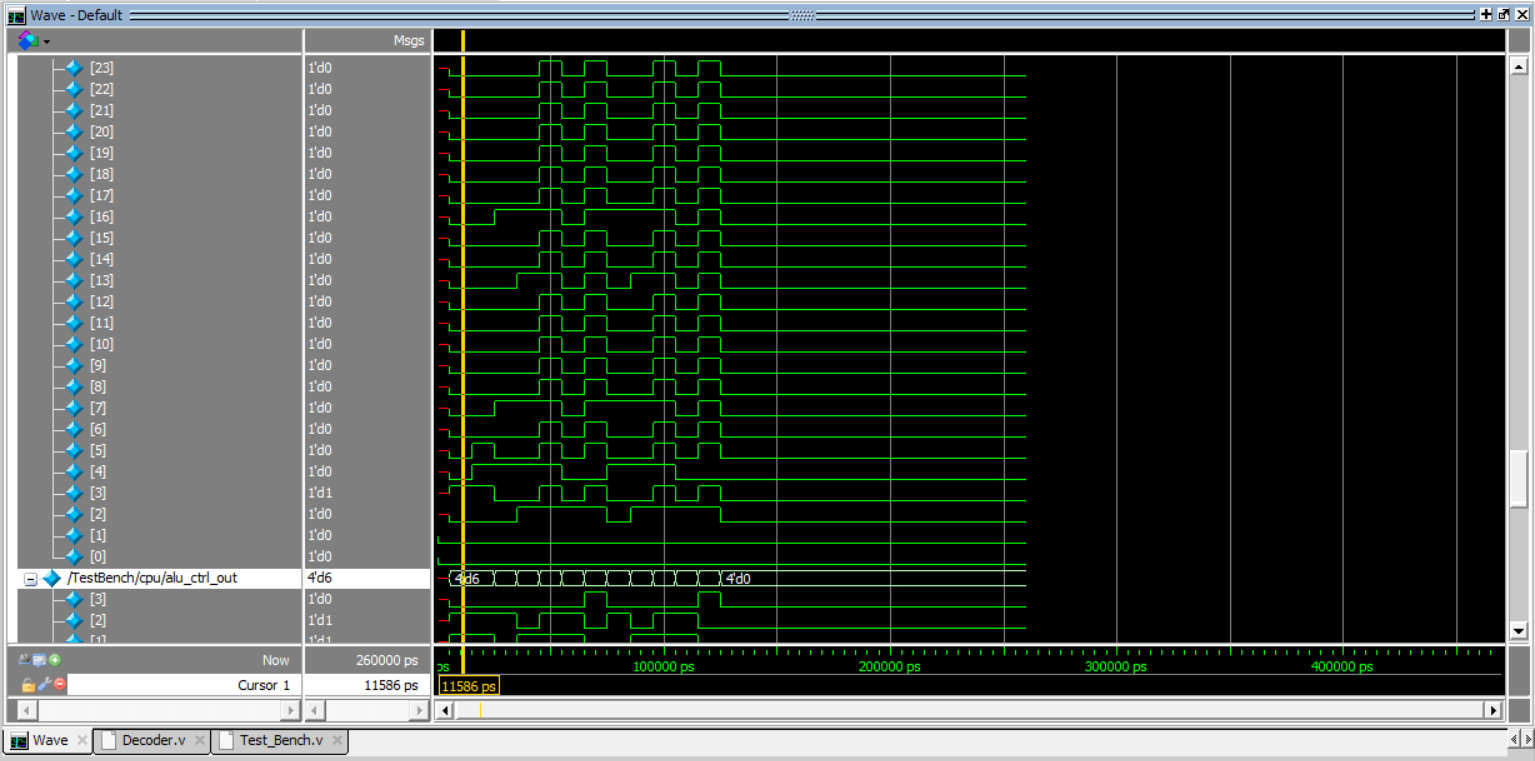 Wave - Default
Msgs
[23] 1'd0
[22] 1'd0
[21] 1'd0
[20] 1'd0
[19] 1'd0
[18] 1'd0
[17] 1'd0
[16] 1'd0
[15] 1'd0
[14] 1'd0
[13] 1'd0
[12] 1'd0
[11] 1'd0
[10] 1'd0
[9] 1'd0
[8] 1'd0
[7] 1'd0
[6] 1'd0
[5] 1'd0
[4] 1'd0
[3] 1'd1
[2] 1'd0
[1] 1'd0
[0] 1'd0
/TestBench/cpu/alu_ctrl_out 4'd6 4'd6 4'd0
[3] 1'd0
[2] 1'd1
[1] 1'd1
Now 260000 ps ps 100000 ps 200000 ps 300000 ps 400000 ps
Cursor 1 11586 ps 11586 ps
Wave Decoder.v Test_Bench.v